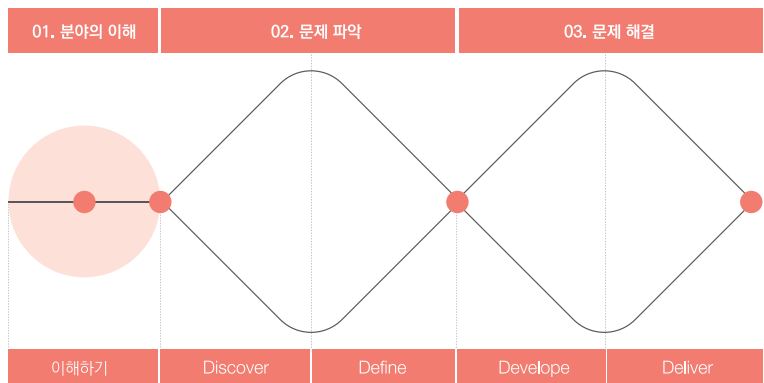 01. 분야의 이해
02. 문제 파악
03. 문제 해결
이해하기
Discover
Define
Develope
Deliver